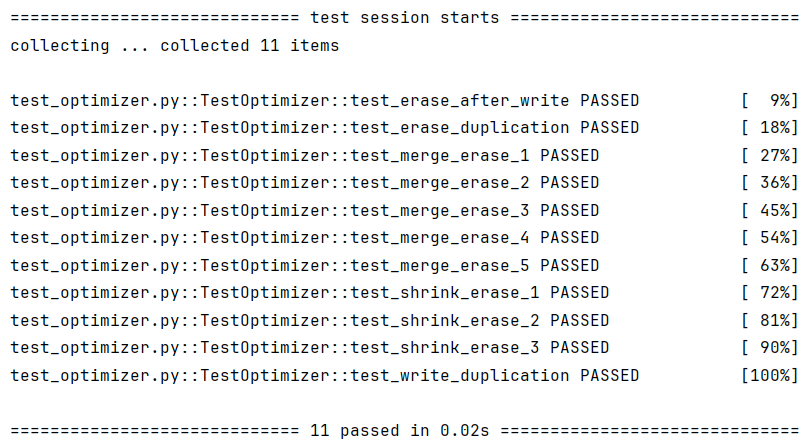 ============================= test session starts =============================
collecting ... collected 11 items
test_optimizer.py::TestOptimizer::test_erase_after_write PASSED          [  9%]
test_optimizer.py::TestOptimizer::test_erase_duplication PASSED          [ 18%]
test_optimizer.py::TestOptimizer::test_merge_erase_1 PASSED              [ 27%]
test_optimizer.py::TestOptimizer::test_merge_erase_2 PASSED              [ 36%]
test_optimizer.py::TestOptimizer::test_merge_erase_3 PASSED              [ 45%]
test_optimizer.py::TestOptimizer::test_merge_erase_4 PASSED              [ 54%]
test_optimizer.py::TestOptimizer::test_merge_erase_5 PASSED              [ 63%]
test_optimizer.py::TestOptimizer::test_shrink_erase_1 PASSED             [ 72%]
test_optimizer.py::TestOptimizer::test_shrink_erase_2 PASSED             [ 81%]
test_optimizer.py::TestOptimizer::test_shrink_erase_3 PASSED             [ 90%]
test_optimizer.py::TestOptimizer::test_write_duplication PASSED          [100%]
============================= 11 passed in 0.02s ==============================